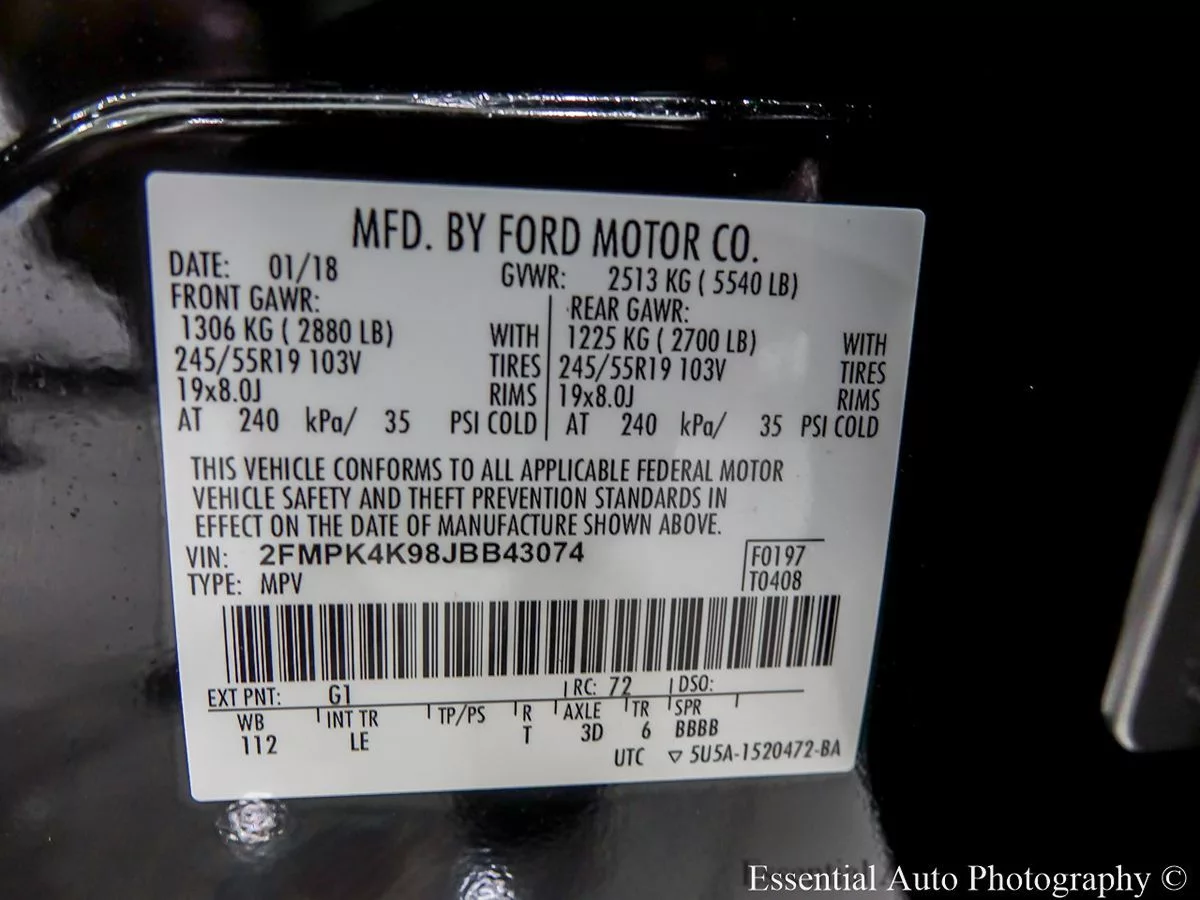 MFD. BY FORD MOTOR CO.
DATE: 01/18 GVWR: 2513 KG ( 5540 LB)
FRONT GAWR: REAR GAWR:
1306 KG ( 2880 LB) WITH 1225 KG ( 2700 LB) WITH
245/55R19 103V TIRES 245/55R19 103V TIRES
19x8.0J RIMS 19x8.0J RIMS
AT 240 kPa/ 35 PSI COLD AT 240 kPa/ 35 PSI COLD
THIS VEHICLE CONFORMS TO ALL APPLICABLE FEDERAL MOTOR
VEHICLE SAFETY AND THEFT PREVENTION STANDARDS IN
EFFECT ON THE DATE OF MANUFACTURE SHOWN ABOVE.
VIN: 2FMPK4K98JBB43074 F0197
TYPE: MPV T0408
EXT PNT: G1 RC: 72 DSO:
WB INT TR TP/PS R AXLE TR SPR
112 LE T 3D 6 BBBB
UTC ▽ 5U5A-1520472-BA
Essential Auto Photography ©